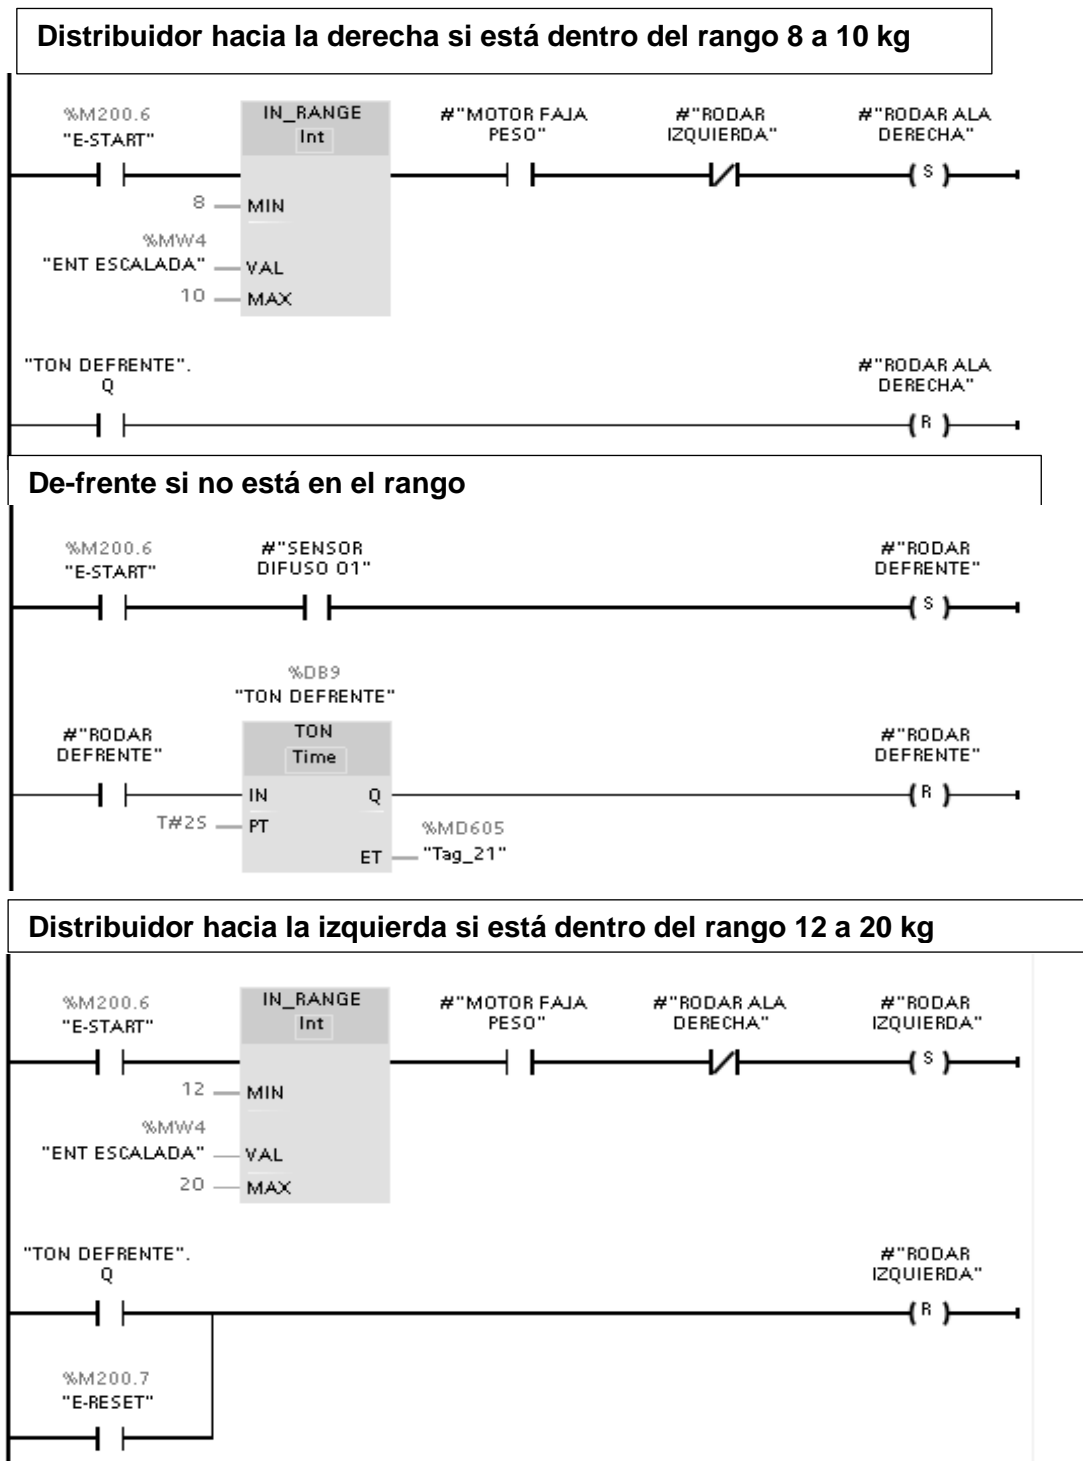 Distribuidor hacia la derecha si está dentro del rango 8 a 10 kg
%M200.6
"E-START"
IN_RANGE
Int
#"MOTOR FAJA
PESO"
#"RODAR
IZQUIERDA"
#"RODAR ALA
DERECHA"
S
8
MIN
%MW4
"ENT ESCALADA"
VAL
10
MAX
"TON DEFRENTE".
Q
#"RODAR ALA
DERECHA"
R
De-frente si no está en el rango
%M200.6
"E-START"
#"SENSOR
DIFUSO 01"
#"RODAR
DEFRENTE"
S
%DB9
"TON DEFRENTE"
#"RODAR
DEFRENTE"
TON
Time
#"RODAR
DEFRENTE"
IN
Q
R
T#2S
PT
%MD605
ET
"Tag_21"
Distribuidor hacia la izquierda si está dentro del rango 12 a 20 kg
%M200.6
"E-START"
IN_RANGE
Int
#"MOTOR FAJA
PESO"
#"RODAR ALA
DERECHA"
#"RODAR
IZQUIERDA"
S
12
MIN
%MW4
"ENT ESCALADA"
VAL
20
MAX
"TON DEFRENTE".
Q
#"RODAR
IZQUIERDA"
R
%M200.7
"E-RESET"